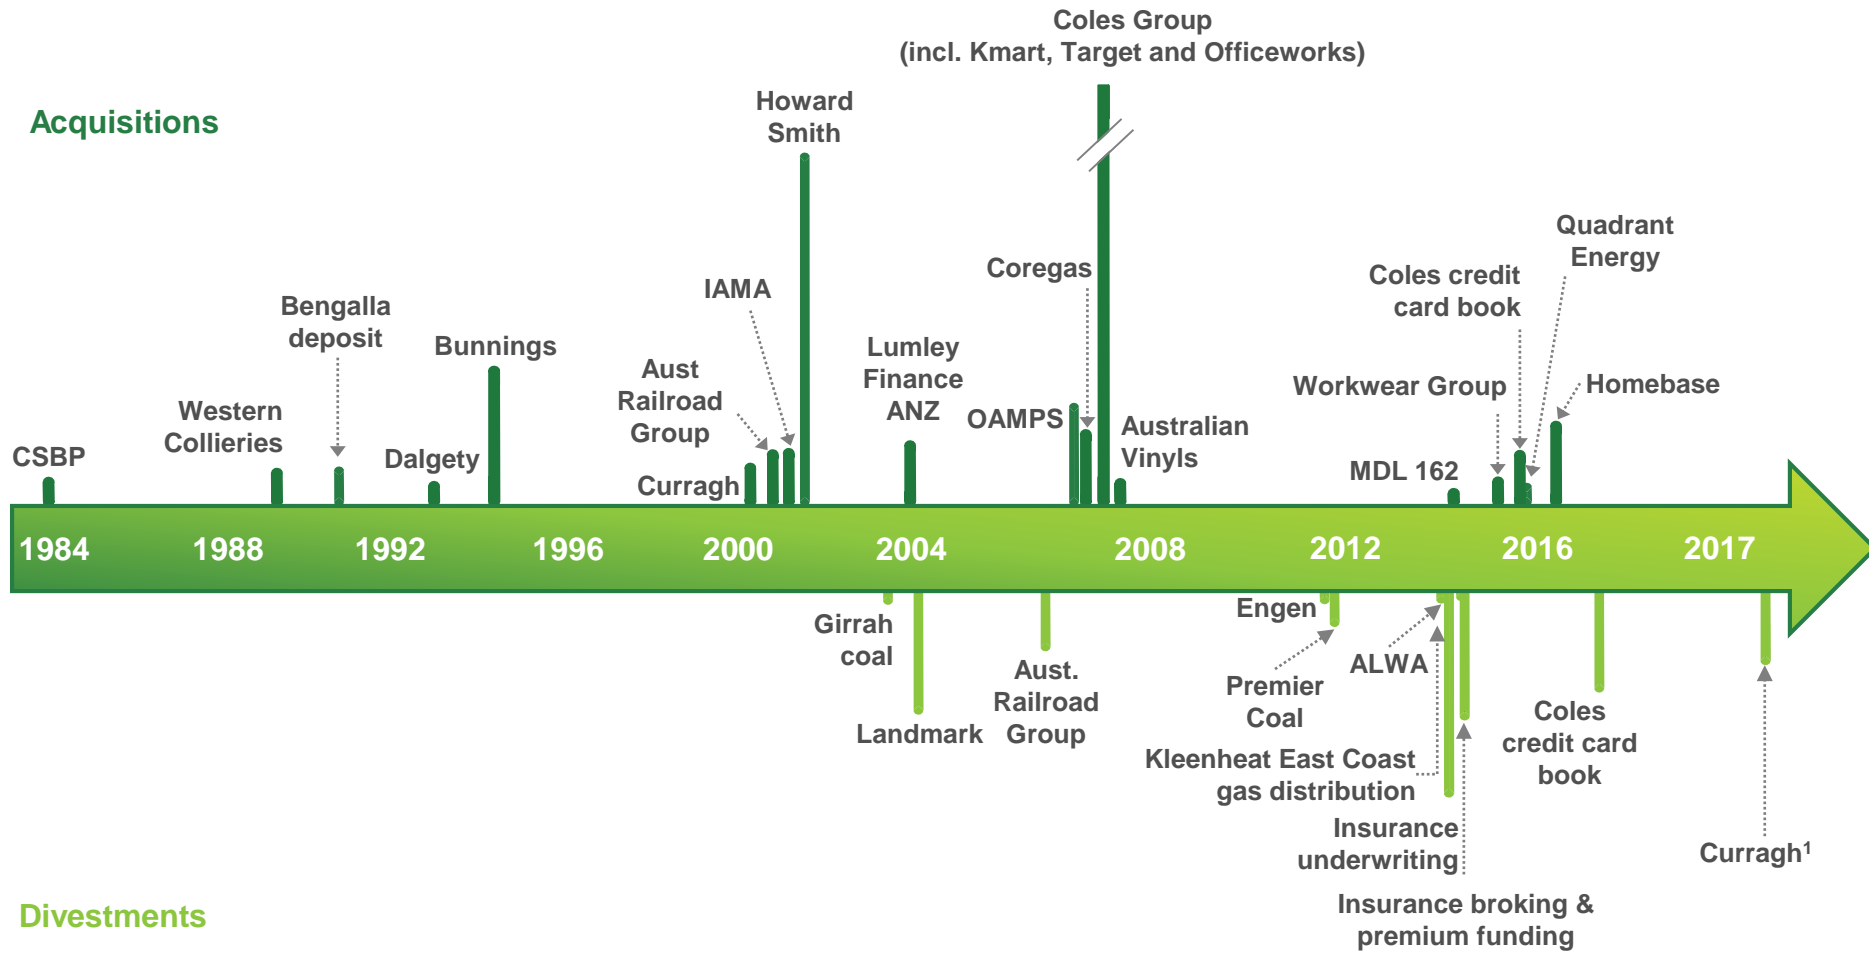 Coles Group
(incl. Kmart, Target and Officeworks)
Acquisitions
Howard
Smith
Quadrant
Energy
Coregas
Coles credit
card book
IAMA
Bengalla
deposit
Bunnings
Lumley
Finance
ANZ
Aust
Railroad
Group
Workwear Group
Homebase
Western
Collieries
OAMPS
Australian
Vinyls
CSBP
Dalgety
Curragh
MDL 162
1984 1988 1992 1996 2000 2004 2008 2012 2016 2017
Girrah
coal
Engen
Aust.
Railroad
Group
ALWA
Premier
Coal
Landmark
Coles
credit card
book
Kleenheat East Coast
gas distribution
Insurance
underwriting
Curragh¹
Divestments
Insurance broking &
premium funding